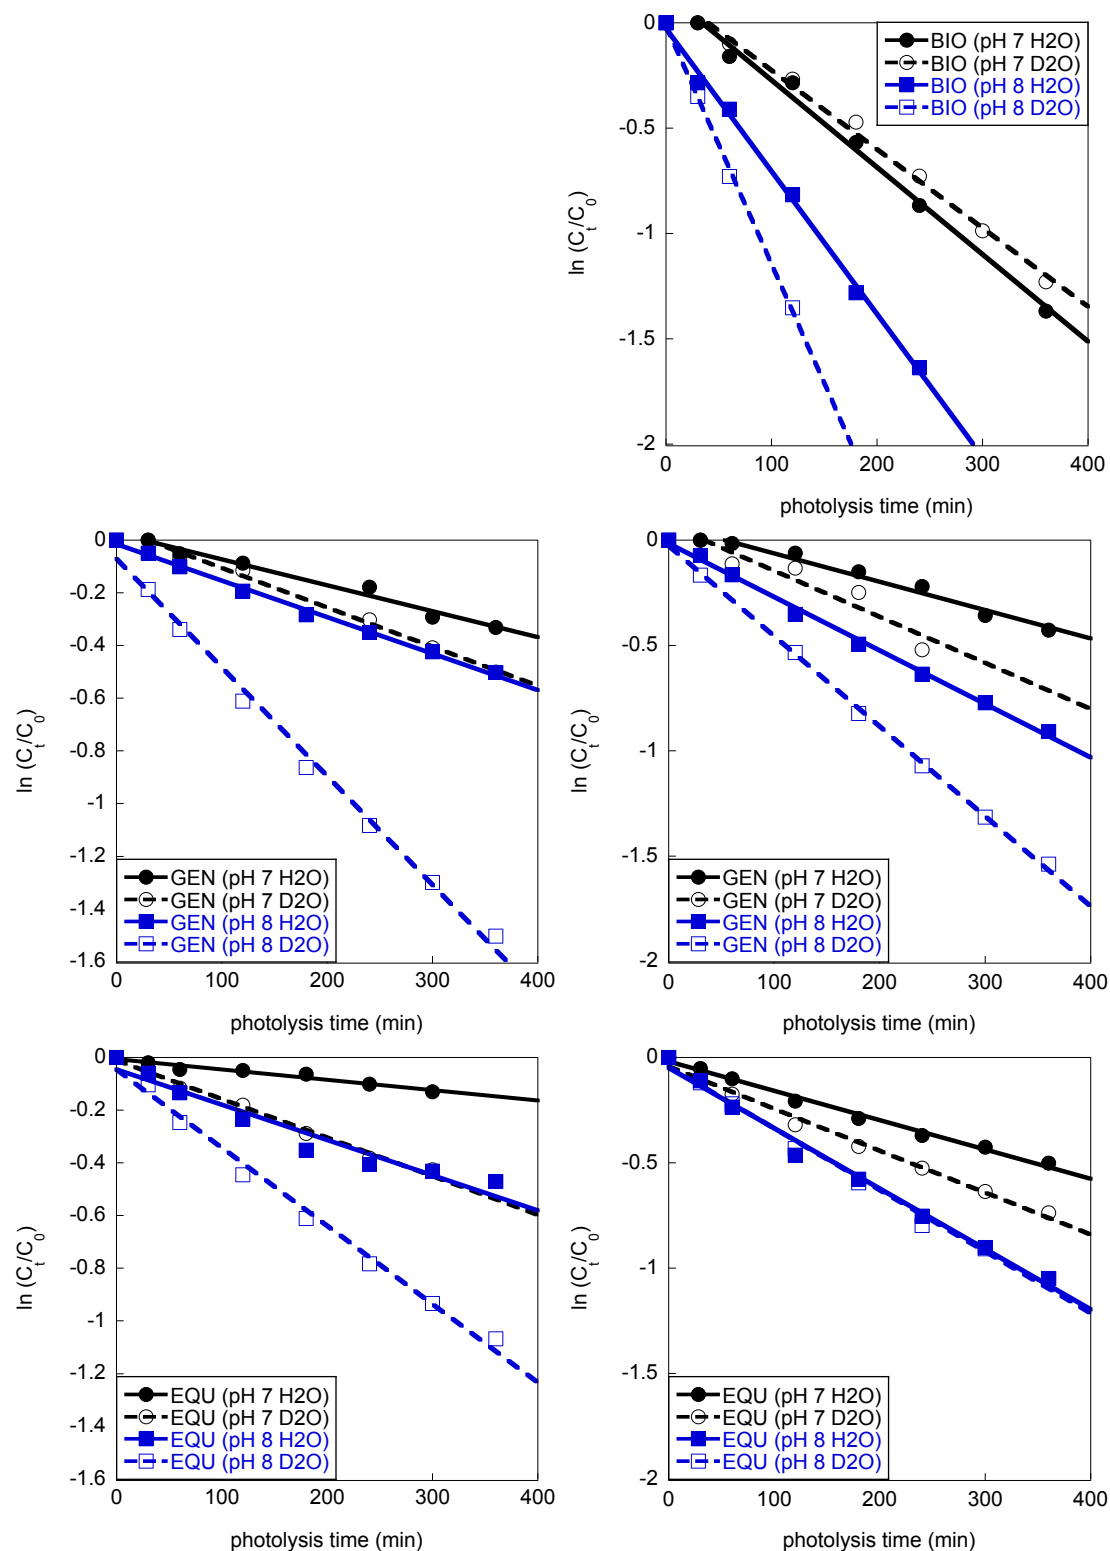 0
-0.5
-1
-1.5
-2
0 100 200 300 400
ln (Ct/C0)
photolysis time (min)
BIO (pH 7 H2O)
BIO (pH 7 D2O)
BIO (pH 8 H2O)
BIO (pH 8 D2O)
0
-0.2
-0.4
-0.6
-0.8
-1
-1.2
-1.4
-1.6
0 100 200 300 400
ln (Ct/C0)
photolysis time (min)
GEN (pH 7 H2O)
GEN (pH 7 D2O)
GEN (pH 8 H2O)
GEN (pH 8 D2O)
0
-0.5
-1
-1.5
-2
0 100 200 300 400
ln (Ct/C0)
photolysis time (min)
GEN (pH 7 H2O)
GEN (pH 7 D2O)
GEN (pH 8 H2O)
GEN (pH 8 D2O)
0
-0.2
-0.4
-0.6
-0.8
-1
-1.2
-1.4
-1.6
0 100 200 300 400
ln (Ct/C0)
photolysis time (min)
EQU (pH 7 H2O)
EQU (pH 7 D2O)
EQU (pH 8 H2O)
EQU (pH 8 D2O)
0
-0.5
-1
-1.5
-2
0 100 200 300 400
ln (Ct/C0)
photolysis time (min)
EQU (pH 7 H2O)
EQU (pH 7 D2O)
EQU (pH 8 H2O)
EQU (pH 8 D2O)